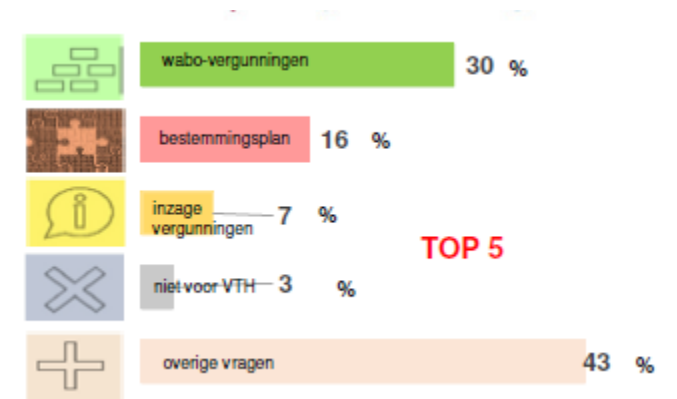 wabo-vergunningen
30 %
bestemmingsplan 16 %
inzage
vergunningen
7 %
TOP 5
niet voor VTH 3 %
overige vragen 43 %